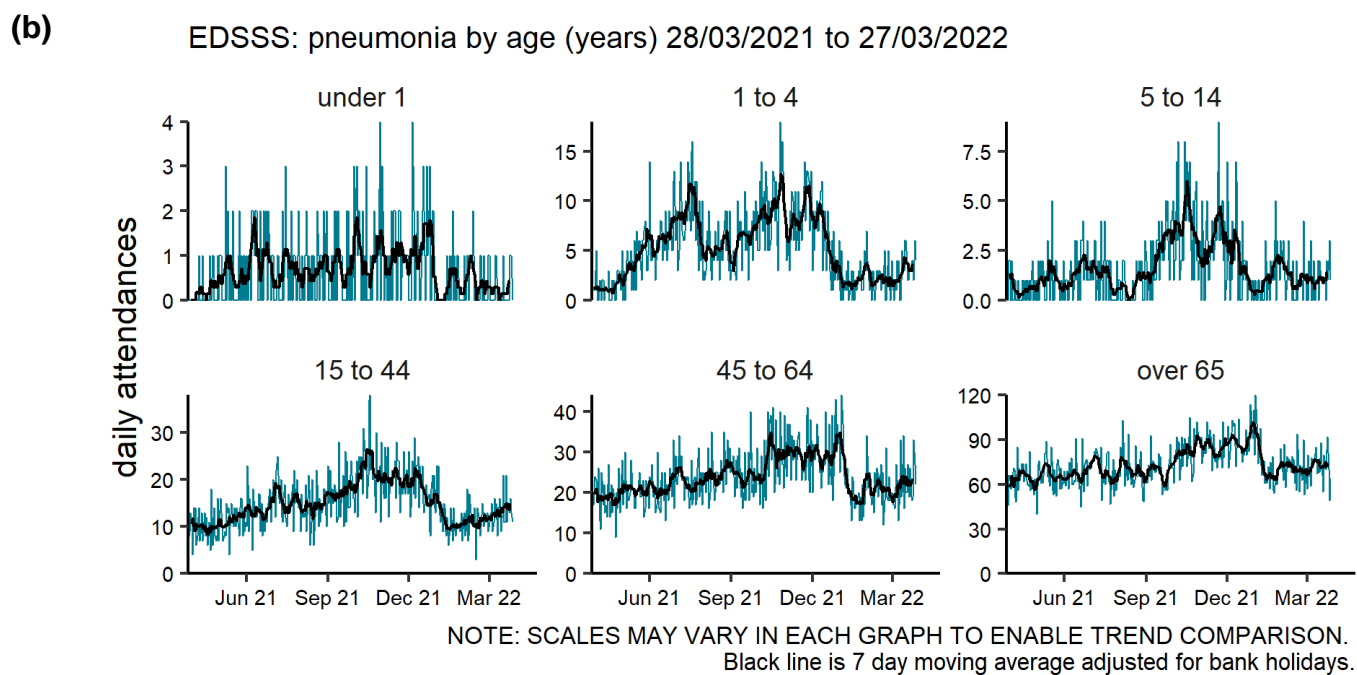 (b)
EDSSS: pneumonia by age (years) 28/03/2021 to 27/03/2022
daily attendances
under 1
4
3
2
1
0
1 to 4
15
10
5
0
5 to 14
7.5
5.0
2.5
0.0
15 to 44
30
20
10
0
Jun 21 Sep 21 Dec 21 Mar 22
45 to 64
40
30
20
10
0
Jun 21 Sep 21 Dec 21 Mar 22
over 65
120
90
60
30
0
Jun 21 Sep 21 Dec 21 Mar 22
NOTE: SCALES MAY VARY IN EACH GRAPH TO ENABLE TREND COMPARISON.
Black line is 7 day moving average adjusted for bank holidays.